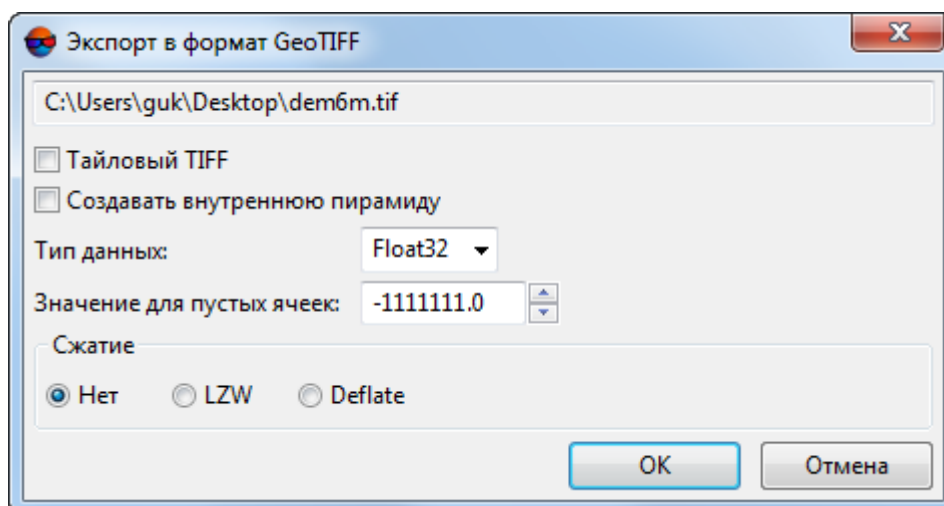 Экспорт в формат GeoTIFF
C:\Users\guk\Desktop\dem6m.tif
Тайловый TIFF
Создавать внутреннюю пирамиду
Тип данных: Float32
Значение для пустых ячеек: -1111111.0
Сжатие
Нет LZW Deflate
OK Отмена